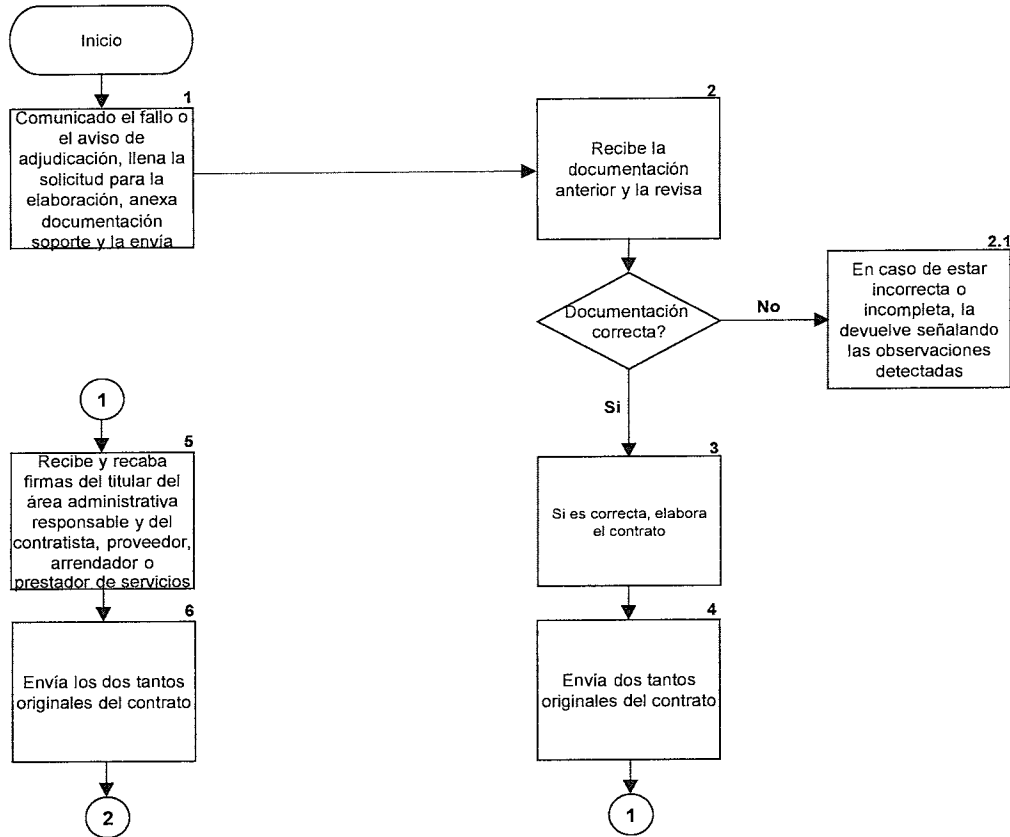 Inicio
1
Comunicado el fallo o
el aviso de
adjudicación, llena la
solicitud para la
elaboración, anexa
documentación
soporte y la envía
2
Recibe la
documentación
anterior y la revisa
Documentación
correcta?
No
2.1
En caso de estar
incorrecta o
incompleta, la
devuelve señalando
las observaciones
detectadas
Si
3
Si es correcta, elabora
el contrato
4
Envía dos tantos
originales del contrato
1
1
5
Recibe y recaba
firmas del titular del
área administrativa
responsable y del
contratista, proveedor,
arrendador o
prestador de servicios
6
Envía los dos tantos
originales del contrato
2